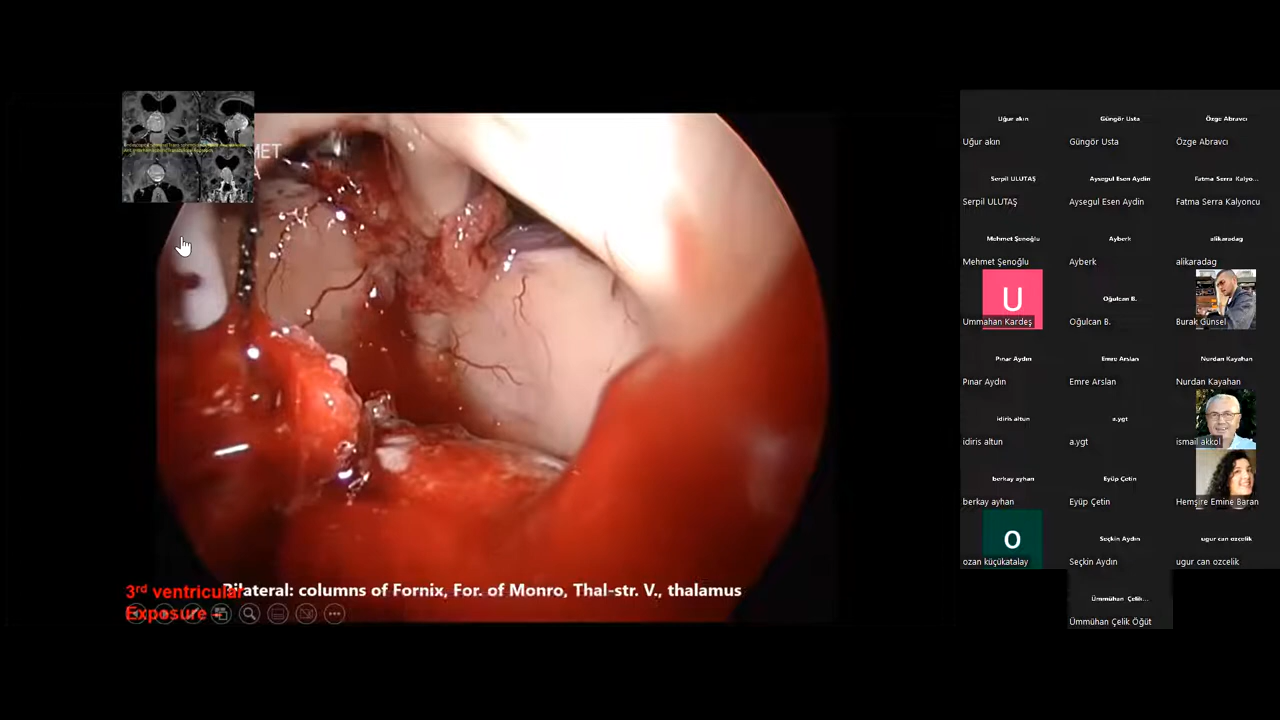 MET
A
3rd ventricular
Exposure –
Bilateral: columns of Fornix, For. of Monro, Thal-str. V., thalamus
Uğur akın
Güngör Usta
Özge Abravcı
Uğur akın
Güngör Usta
Özge Abravcı
Serpil ULUTAŞ
Aysegul Esen Aydin
Fatma Serra Kalyo...
Serpil ULUTAŞ
Aysegul Esen Aydin
Fatma Serra Kalyoncu
Mehmet Şenoğlu
Ayberk
alikaradag
Mehmet Şenoğlu
Ayberk
alikaradag
U
Oğulcan B.
Ummahan Kardeş
Oğulcan B.
Burak Günsel
Pınar Aydın
Emre Arslan
Nurdan Kayahan
Pınar Aydın
Emre Arslan
Nurdan Kayahan
idiris altun
a.ygt
idiris altun
a.ygt
ismail akkol
berkay ayhan
Eyüp Çetin
berkay ayhan
Eyüp Çetin
Hemşire Emine Baran
o
Seçkin Aydın
ugur can ozcelik
ozan küçükatalay
Seçkin Aydın
ugur can ozcelik
Ümmühan Çelik...
Ümmühan Çelik Öğüt